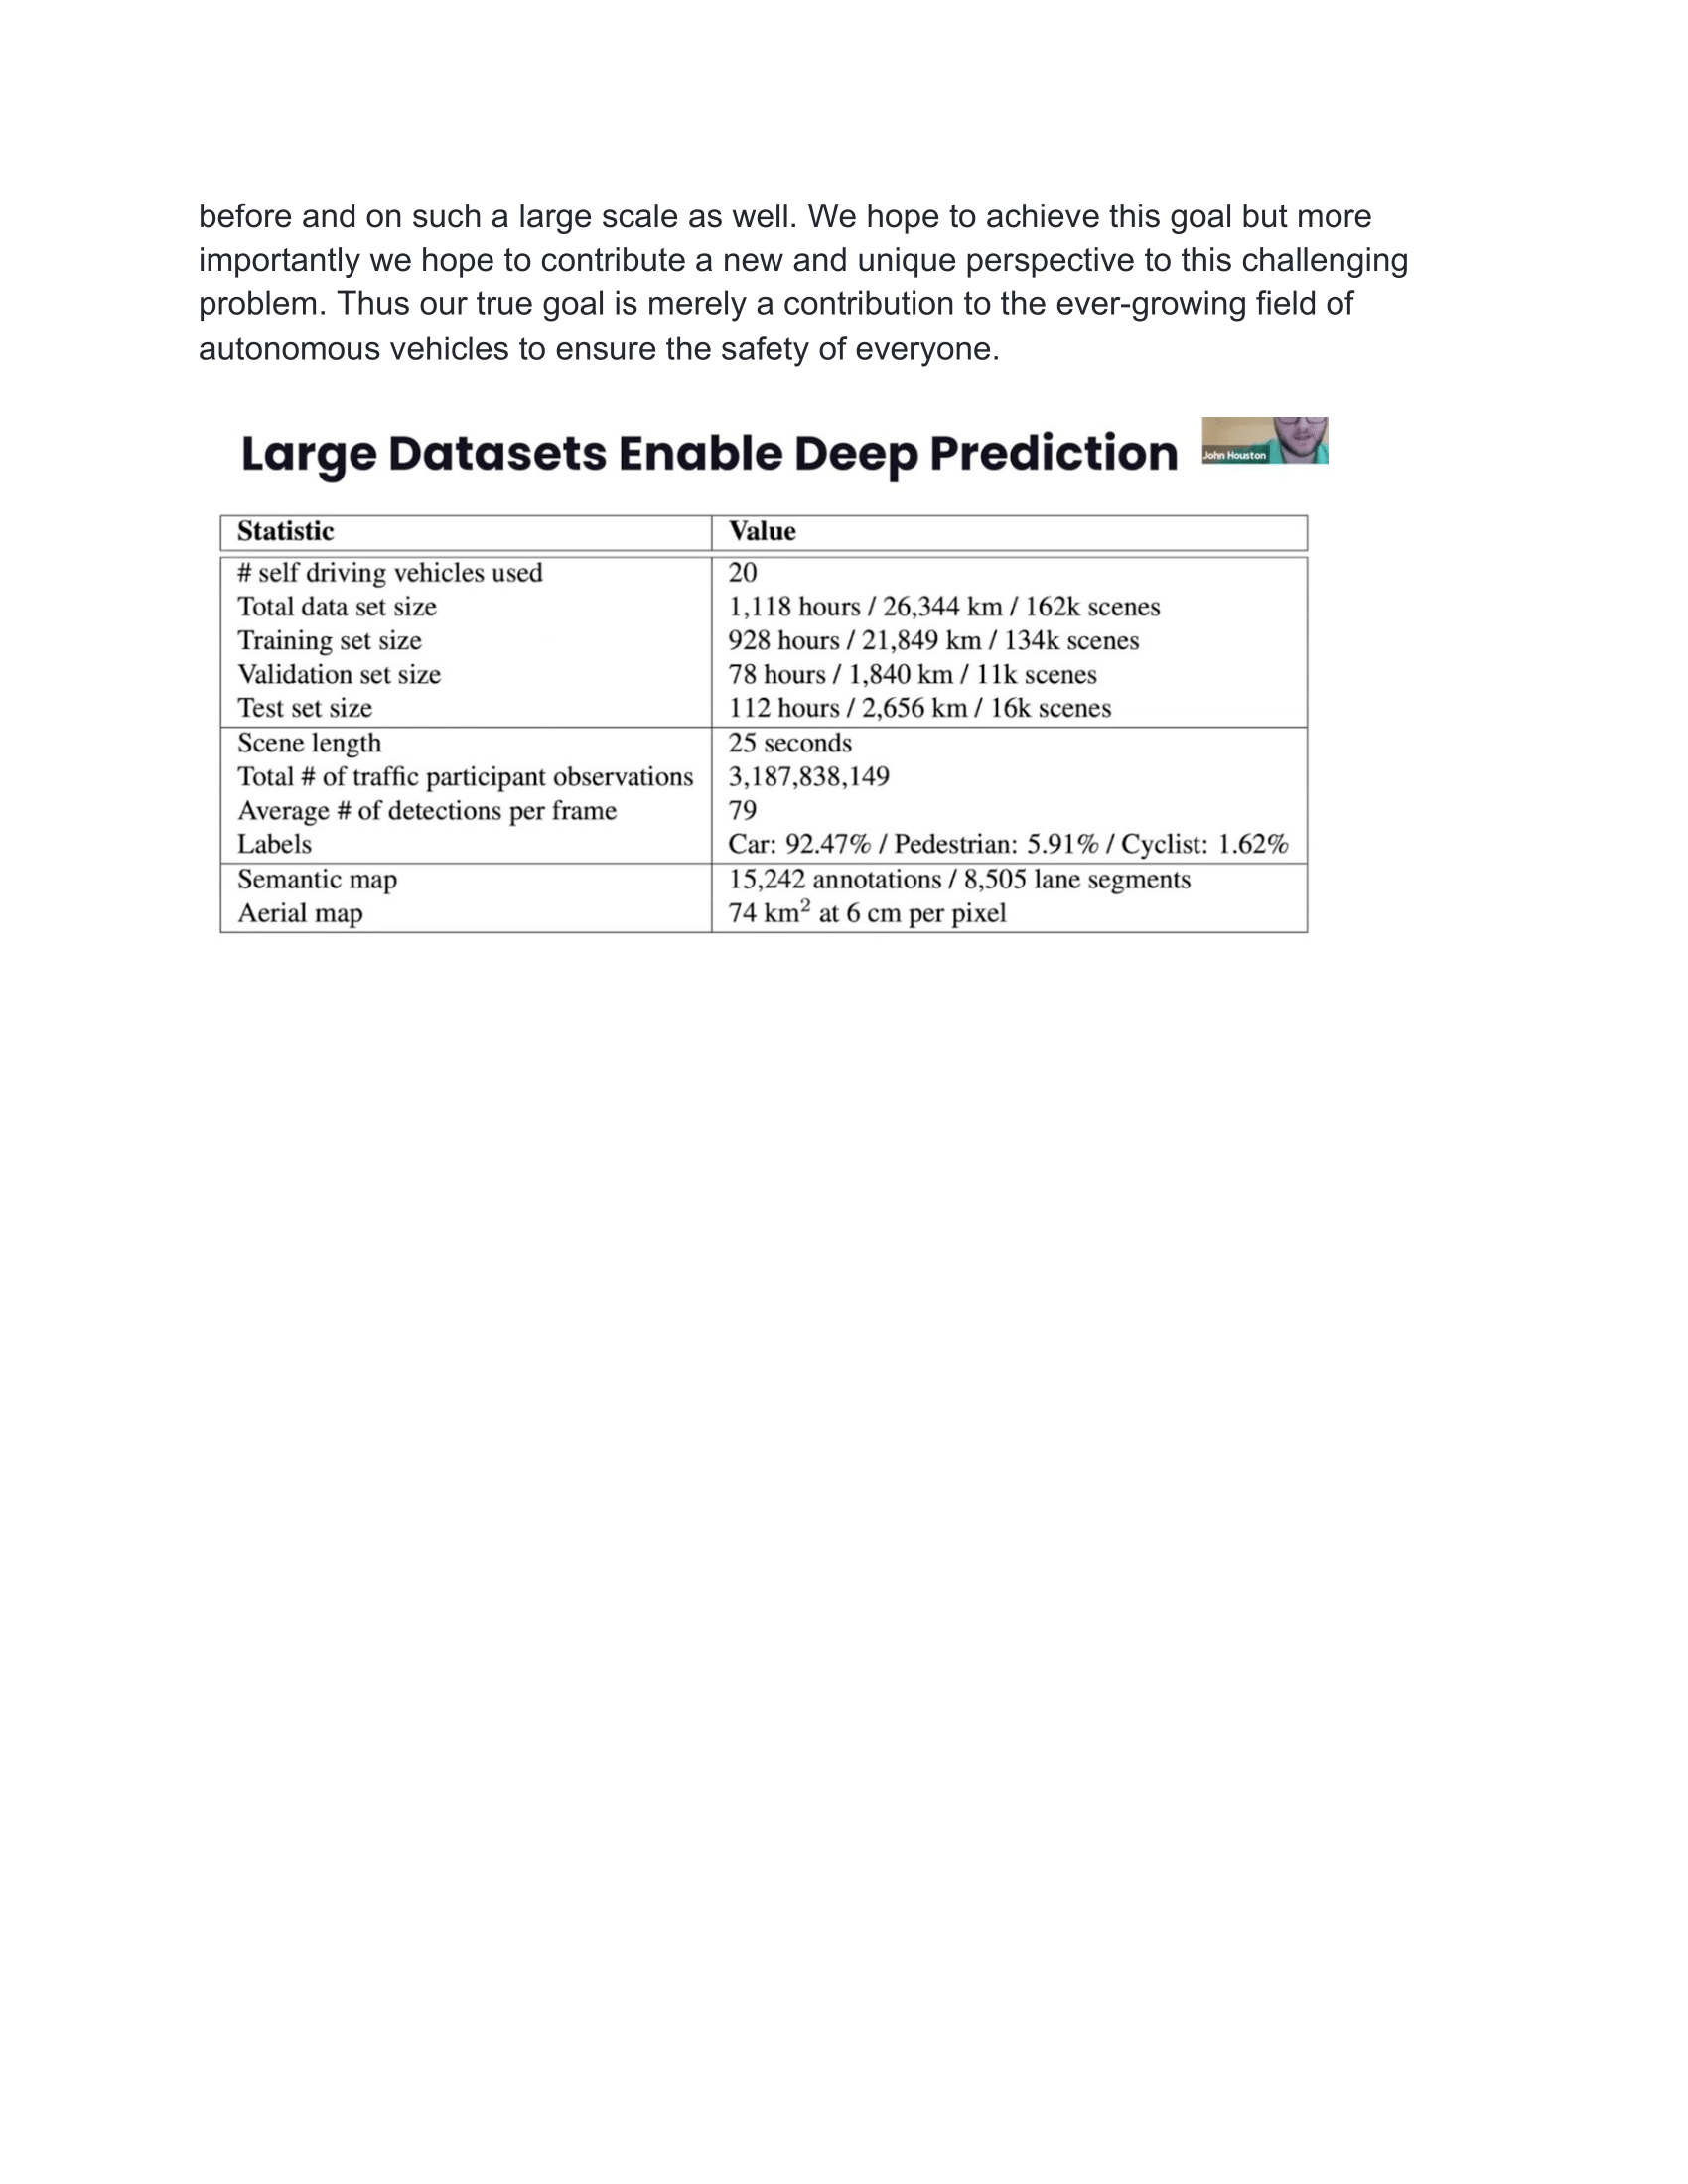 before and on such a large scale as well. We hope to achieve this goal but more
importantly we hope to contribute a new and unique perspective to this challenging
problem. Thus our true goal is merely a contribution to the ever-growing field of
autonomous vehicles to ensure the safety of everyone.
Large Datasets Enable Deep Prediction
John Houston
Statistic Value
# self driving vehicles used 20
Total data set size 1,118 hours / 26,344 km / 162k scenes
Training set size 928 hours / 21,849 km / 134k scenes
Validation set size 78 hours / 1,840 km / 11k scenes
Test set size 112 hours / 2,656 km / 16k scenes
Scene length 25 seconds
Total # of traffic participant observations 3,187,838,149
Average # of detections per frame 79
Labels Car: 92.47% / Pedestrian: 5.91% / Cyclist: 1.62%
Semantic map 15,242 annotations / 8,505 lane segments
Aerial map 74 km² at 6 cm per pixel